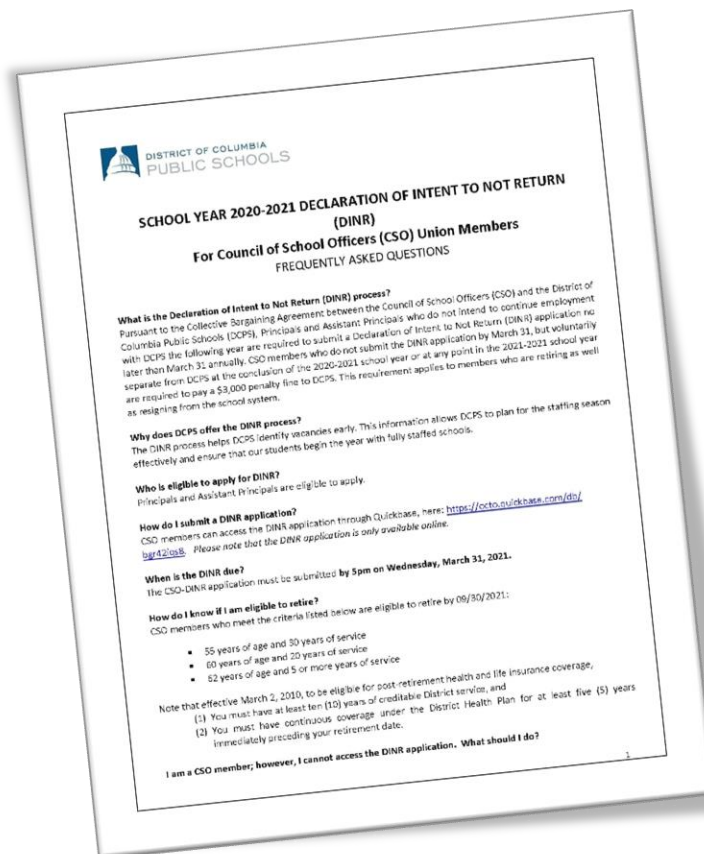 DISTRICT OF COLUMBIA
PUBLIC SCHOOLS
SCHOOL YEAR 2020-2021 DECLARATION OF INTENT TO NOT RETURN
(DINR)
For Council of School Officers (CSO) Union Members
FREQUENTLY ASKED QUESTIONS
What is the Declaration of Intent to Not Return (DINR) process?
Pursuant to the Collective Bargaining Agreement between the Council of School Officers (CSO) and the District of
Columbia Public Schools (DCPS), Principals and Assistant Principals who do not intend to continue employment
with DCPS the following year are required to submit a Declaration of Intent to Not Return (DINR) application no
later than March 31 annually. CSO members who do not submit the DINR application by March 31, but voluntarily
separate from DCPS at the conclusion of the 2020-2021 school year or at any point in the 2021-2021 school year
are required to pay a $3,000 penalty fine to DCPS. This requirement applies to members who are retiring as well
as resigning from the school system.
Why does DCPS offer the DINR process?
The DINR process helps DCPS identify vacancies early. This information allows DCPS to plan for the staffing season
effectively and ensure that our students begin the year with fully staffed schools.
Who is eligible to apply for DINR?
Principals and Assistant Principals are eligible to apply.
How do I submit a DINR application?
CSO members can access the DINR application through Quickbase, here: https://octo.quickbase.com/db/
Please note that the DINR application is only available online.
When is the DINR due?
The CSO-DINR application must be submitted by 5pm on Wednesday, March 31, 2021.
How do I know if I am eligible to retire?
CSO members who meet the criteria listed below are eligible to retire by 09/30/2021:
▪ 55 years of age and 30 years of service
▪ 60 years of age and 20 years of service
▪ 62 years of age and 5 or more years of service
Note that effective March 2, 2010, to be eligible for post-retirement health and life insurance coverage,
(1) You must have at least ten (10) years of creditable District service, and
(2) You must have continuous coverage under the District Health Plan for at least five (5) years
immediately preceding your retirement date.
I am a CSO member; however, I cannot access the DINR application. What should I do?
1